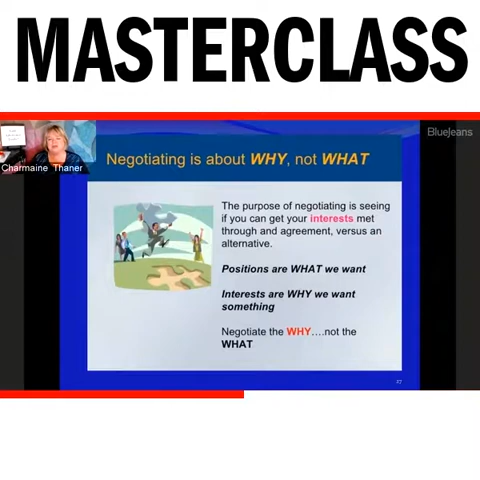 MASTERCLASS
BlueJeans
Charmaine Thaner
Negotiating is about WHY, not WHAT
The purpose of negotiating is seeing
if you can get your interests met
through and agreement, versus an
alternative.
Positions are WHAT we want
Interests are WHY we want
something
Negotiate the WHY....not the
WHAT
27